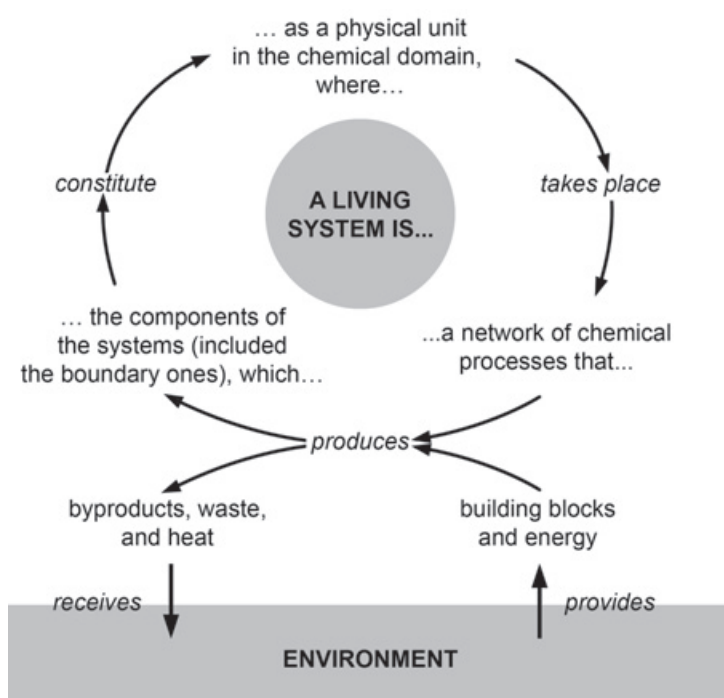 ... as a physical unit
in the chemical domain,
where...
constitute
takes place
A LIVING
SYSTEM IS...
... the components of
the systems (included
the boundary ones), which...
...a network of chemical
processes that...
produces
byproducts, waste,
and heat
building blocks
and energy
receives
provides
ENVIRONMENT